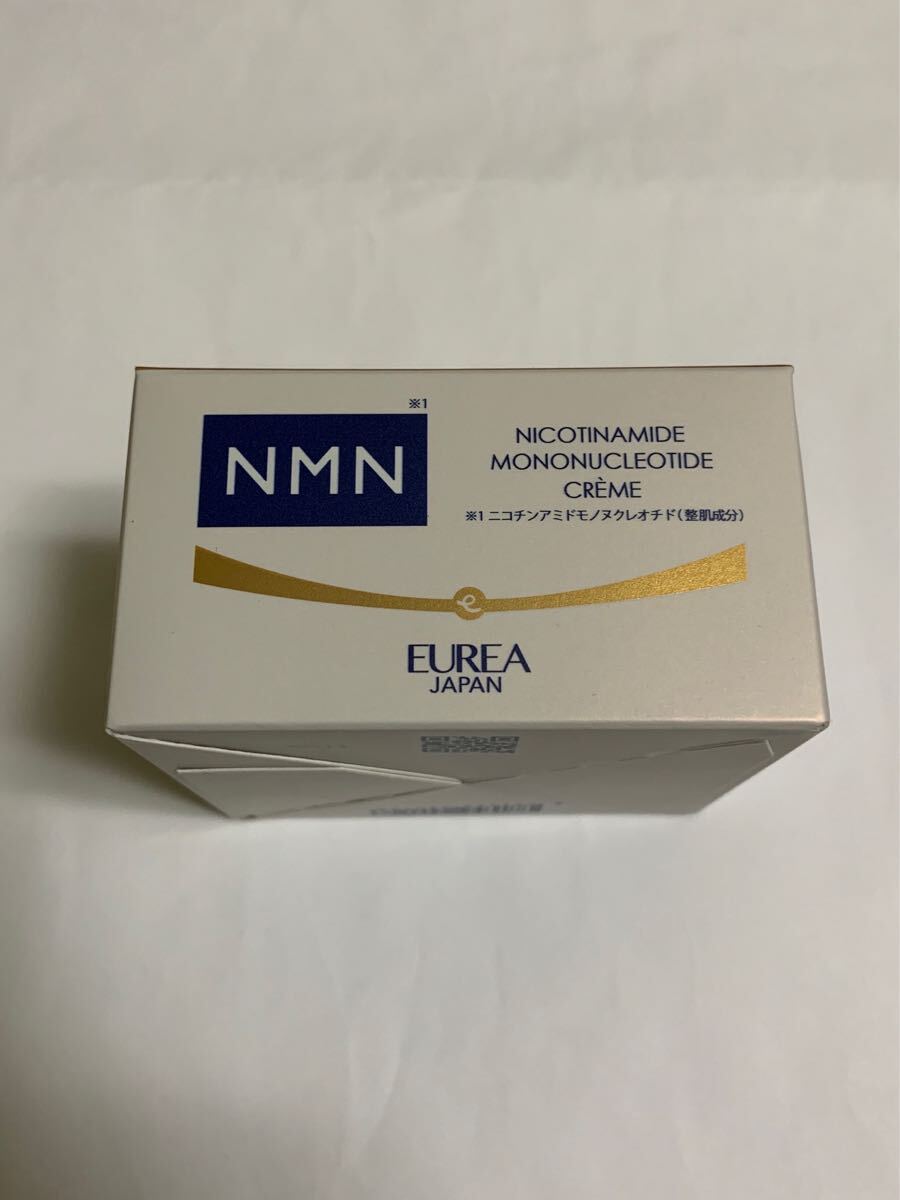 ※1
NMN
NICOTINAMIDE
MONONUCLEOTIDE
CRÈME
※1 ニコチンアミドモノヌクレオチド(整肌成分)
e
EUREA
JAPAN